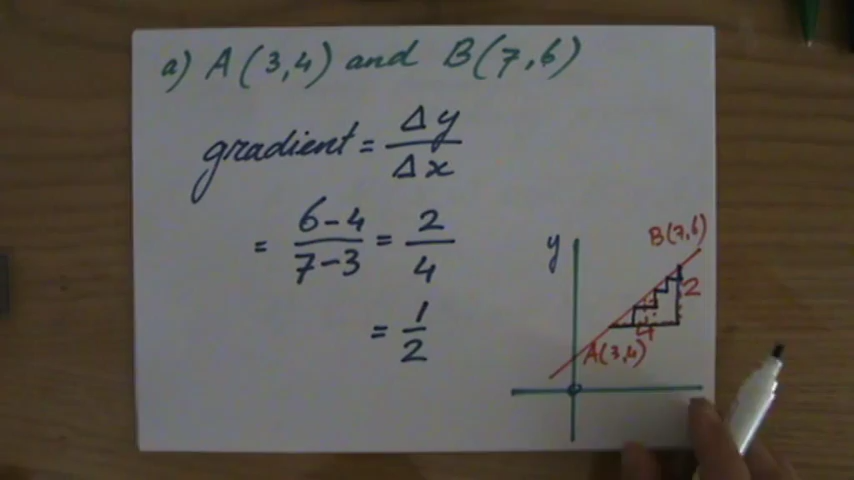 a) A(3,4) and B(7,6)
gradient = Δy/Δx
= 6-4/7-3 = 2/4
= 1/2
y
B(7,6)
2
4
A(3,4)
0